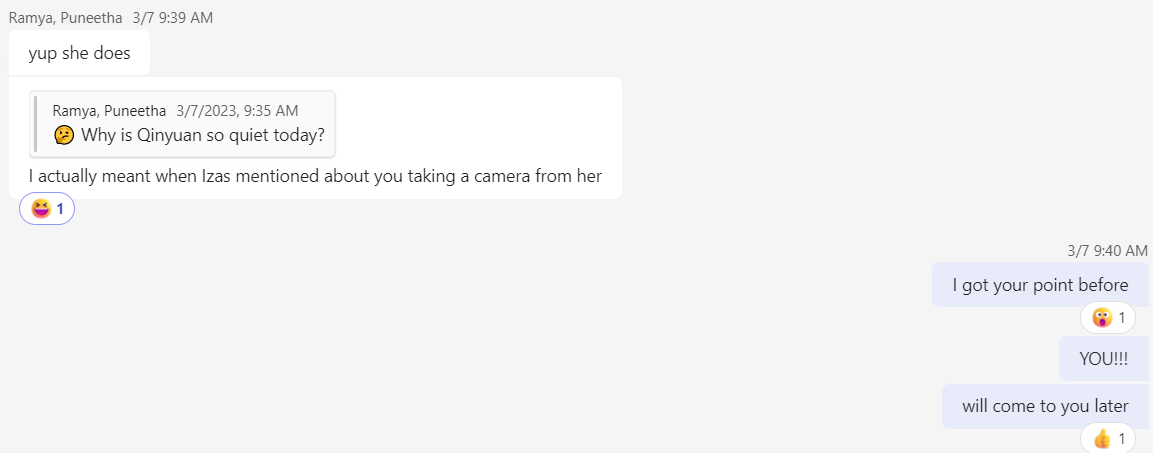 Ramya, Puneetha 3/7 9:39 AM
yup she does
Ramya, Puneetha 3/7/2023, 9:35 AM
🤔 Why is Qinyuan so quiet today?
I actually meant when Izas mentioned about you taking a camera from her
😆 1
3/7 9:40 AM
I got your point before
😲 1
YOU!!!
will come to you later
👍 1